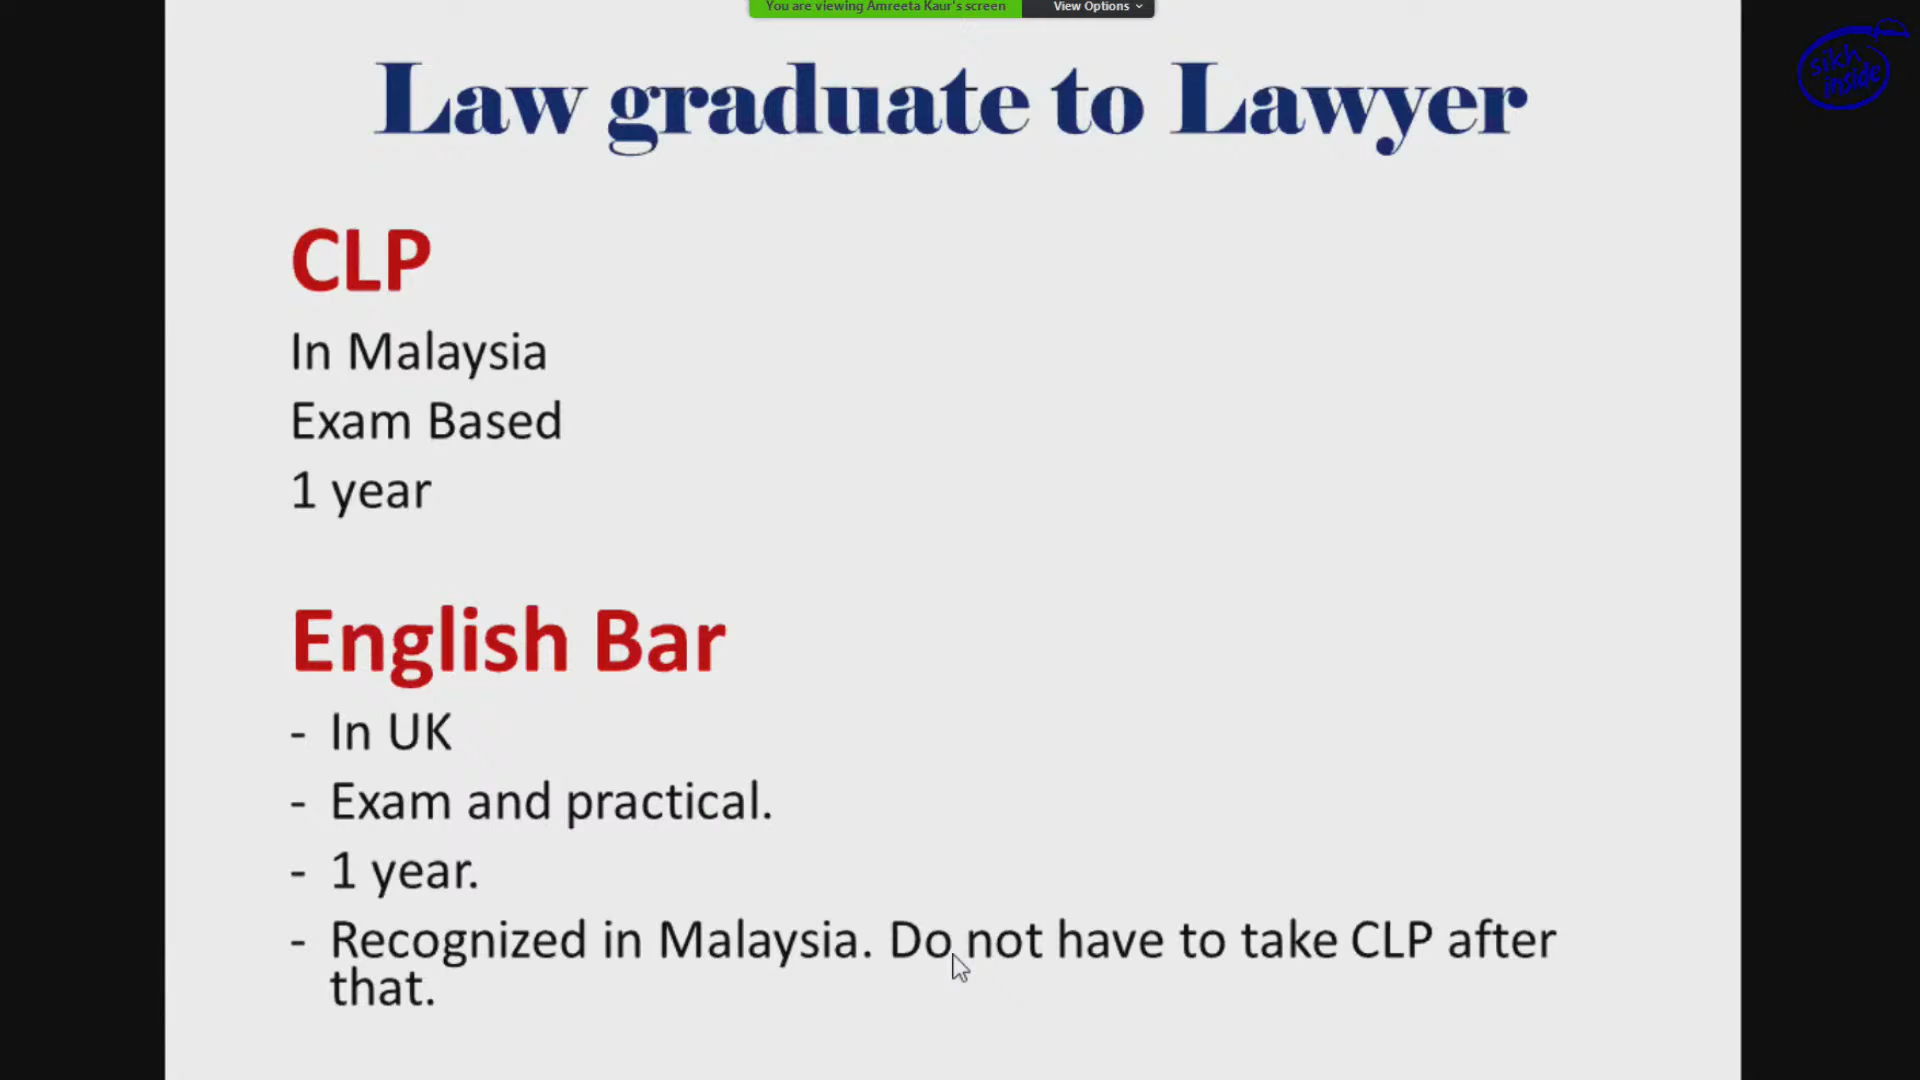 You are viewing Amreeta Kaur's screen View Options
sikh
inside
Law graduate to Lawyer
CLP
In Malaysia
Exam Based
1 year
English Bar
- In UK
- Exam and practical.
- 1 year.
- Recognized in Malaysia. Do not have to take CLP after
that.